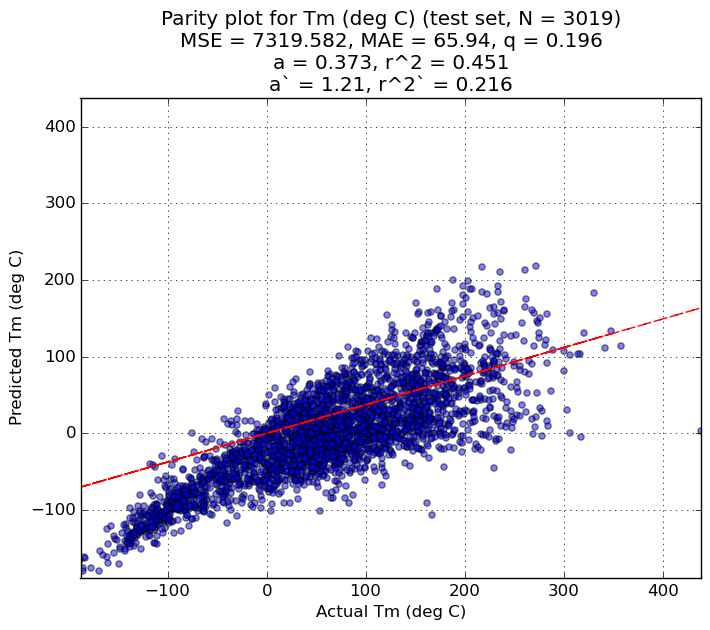 Parity plot for Tm (deg C) (test set, N = 3019)
MSE = 7319.582, MAE = 65.94, q = 0.196
a = 0.373, r^2 = 0.451
a` = 1.21, r^2` = 0.216
400
300
200
100
0
−100
Predicted Tm (deg C)
−100
0
100
200
300
400
Actual Tm (deg C)